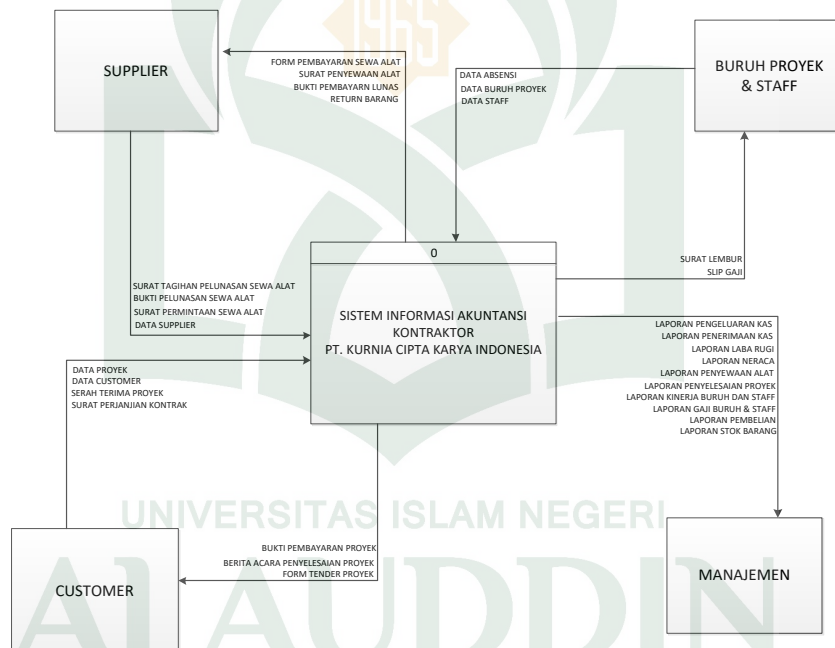 1965
SUPPLIER
FORM PEMBAYARAN SEWA ALAT
SURAT PENYEWAAN ALAT
BUKTI PEMBAYARN LUNAS
RETURN BARANG
DATA ABSENSI
DATA BURUH PROYEK
DATA STAFF
BURUH PROYEK
& STAFF
0
SISTEM INFORMASI AKUNTANSI
KONTRAKTOR
PT. KURNIA CIPTA KARYA INDONESIA
SURAT LEMBUR
SLIP GAJI
SURAT TAGIHAN PELUNASAN SEWA ALAT
BUKTI PELUNASAN SEWA ALAT
SURAT PERMINTAAN SEWA ALAT
DATA SUPPLIER
DATA PROYEK
DATA CUSTOMER
SERAH TERIMA PROYEK
SURAT PERJANJIAN KONTRAK
LAPORAN PENGELUARAN KAS
LAPORAN PENERIMAAN KAS
LAPORAN LABA RUGI
LAPORAN NERACA
LAPORAN PENYEWAAN ALAT
LAPORAN PENYELESAIAN PROYEK
LAPORAN KINERJA BURUH DAN STAFF
LAPORAN GAJI BURUH & STAFF
LAPORAN PEMBELIAN
LAPORAN STOK BARANG
UNIVERSITAS ISLAM NEGERI
BUKTI PEMBAYARAN PROYEK
BERITA ACARA PENYELESAIAN PROYEK
FORM TENDER PROYEK
CUSTOMER
MANAJEMEN
ALAUDDIN